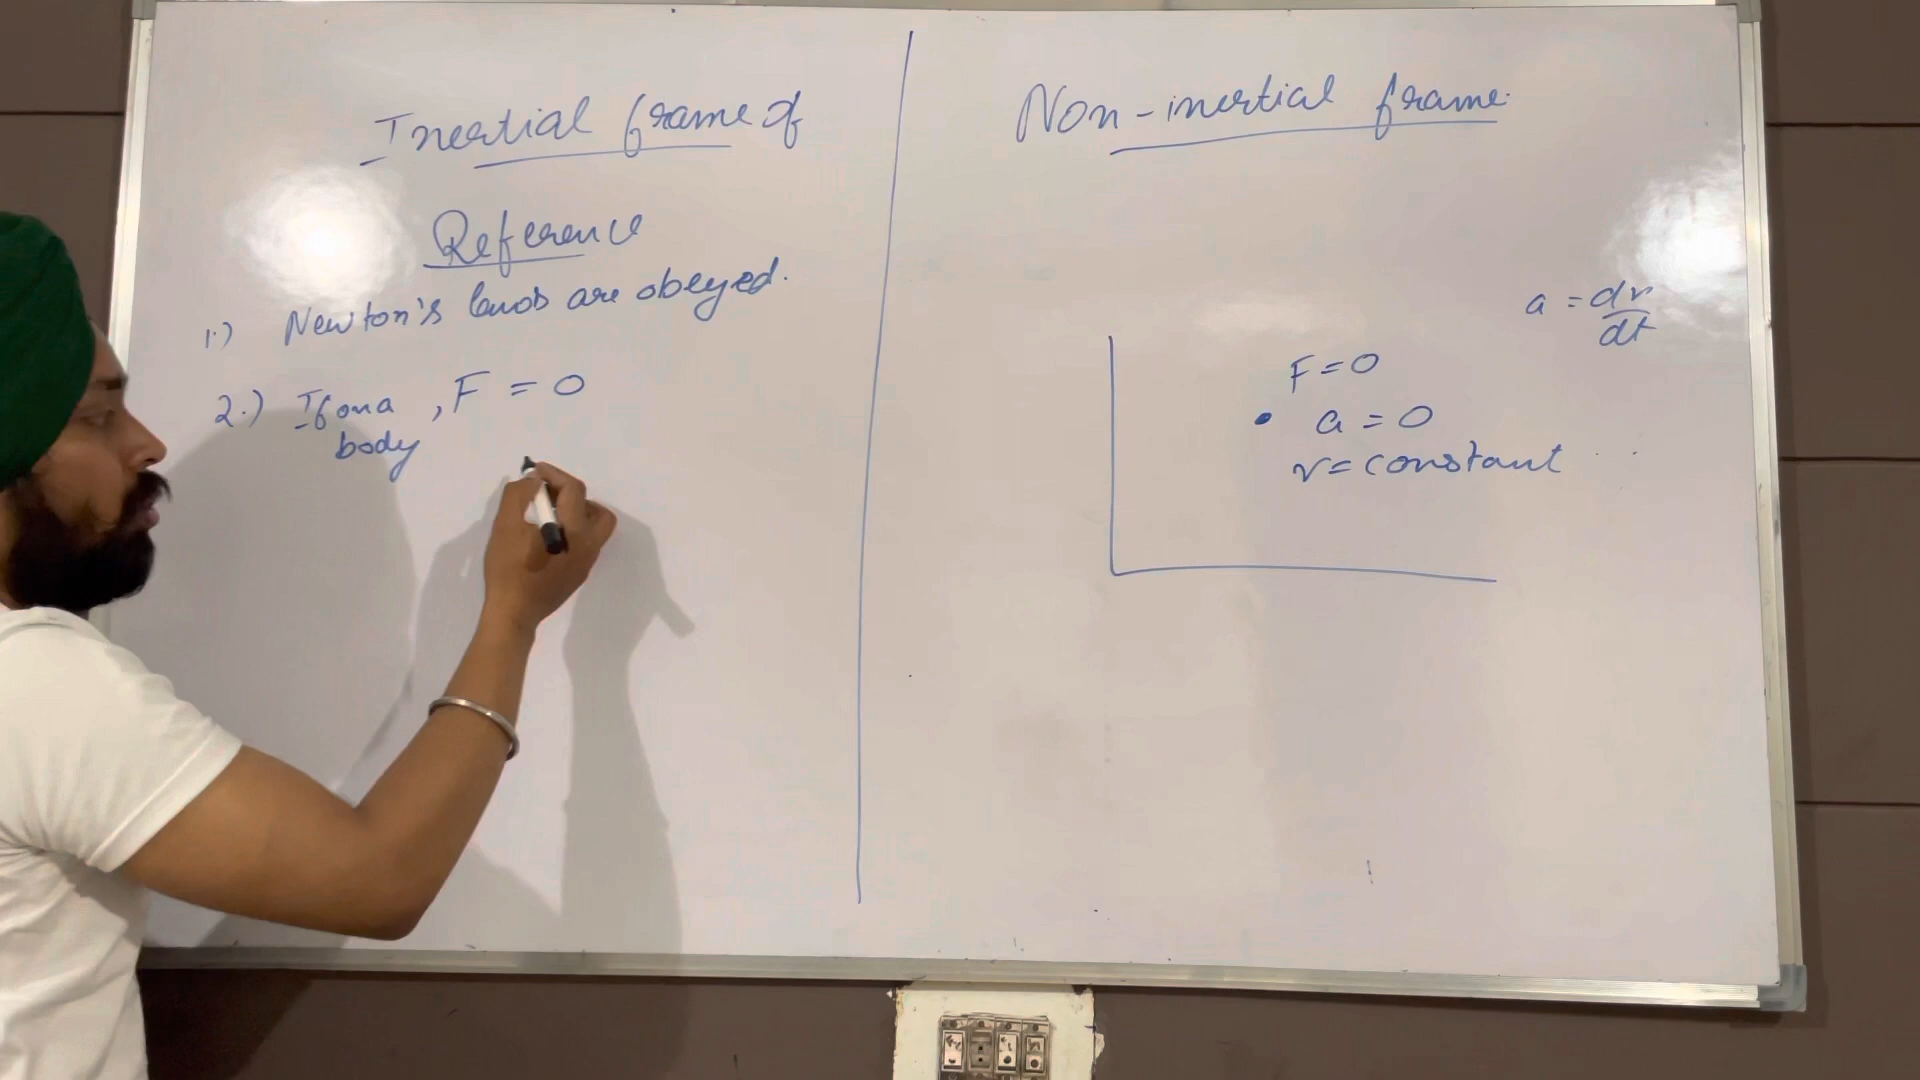 Inertial frame of
Reference
1.) Newton's laws are obeyed.
2.) If on a , F = 0
body
Non-inertial frame.
a = dv
dt
F = 0
a = 0
v = constant